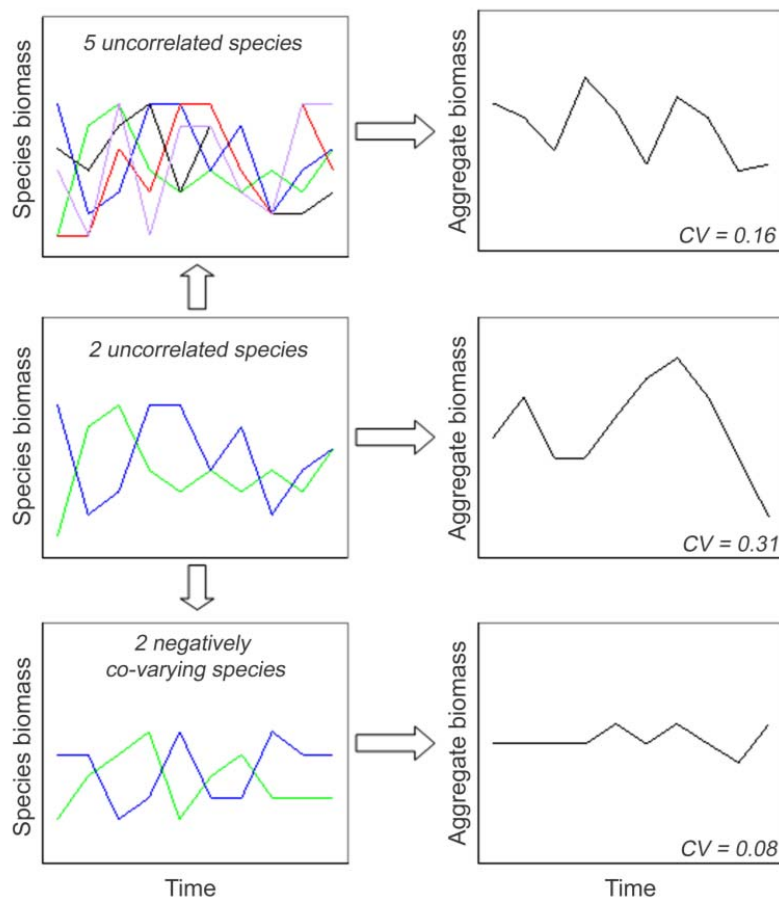 5 uncorrelated species
Species biomass
Aggregate biomass
CV = 0.16
2 uncorrelated species
Species biomass
Aggregate biomass
CV = 0.31
2 negatively
co-varying species
Species biomass
Aggregate biomass
CV = 0.08
Time
Time